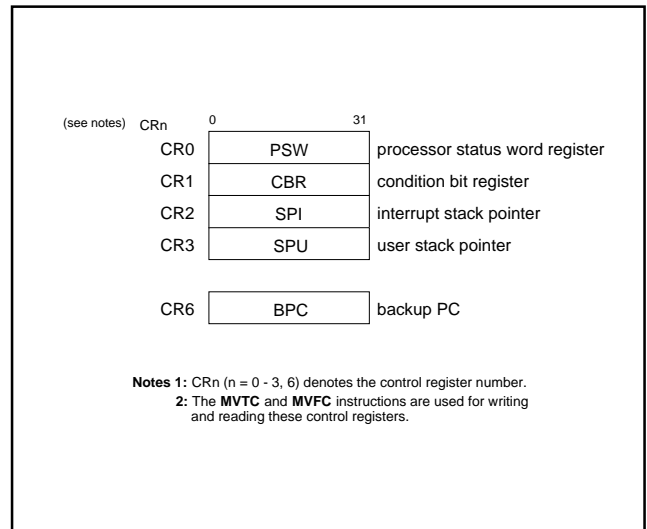 (see notes) CRn 0 31
CR0 PSW processor status word register
CR1 CBR condition bit register
CR2 SPI interrupt stack pointer
CR3 SPU user stack pointer
CR6 BPC backup PC
Notes 1: CRn (n = 0 - 3, 6) denotes the control register number.
2: The MVTC and MVFC instructions are used for writing
and reading these control registers.